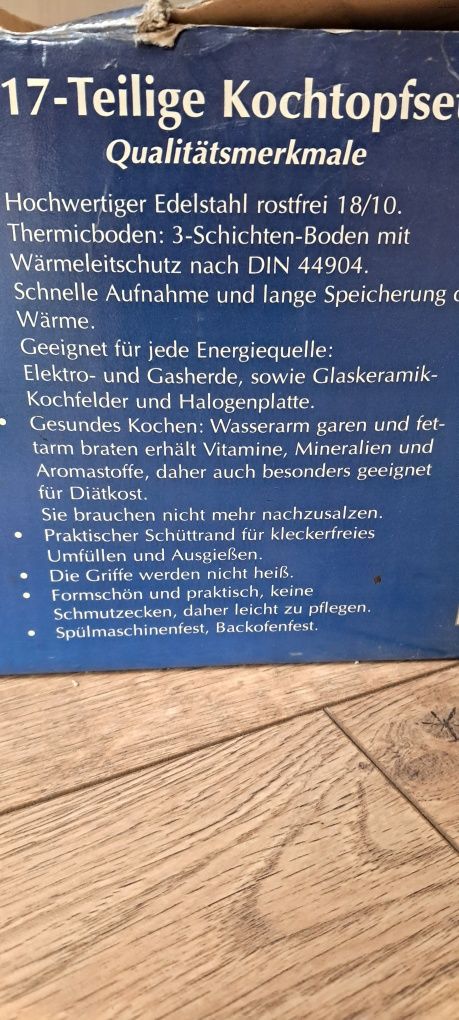 17-Teilige Kochtopfset
Qualitätsmerkmale
Hochwertiger Edelstahl rostfrei 18/10.
Thermicboden: 3-Schichten-Boden mit
Wärmeleitschutz nach DIN 44904.
Schnelle Aufnahme und lange Speicherung
Wärme.
Geeignet für jede Energiequelle:
Elektro- und Gasherde, sowie Glaskeramik-
Kochfelder und Halogenplatte.
• Gesundes Kochen: Wasserarm garen und fet-
tarm braten erhält Vitamine, Mineralien und
Aromastoffe, daher auch besonders geeignet
für Diätkost.
Sie brauchen nicht mehr nachzusalzen.
• Praktischer Schüttrand für kleckerfreies
Umfüllen und Ausgießen.
• Die Griffe werden nicht heiß.
• Formschön und praktisch, keine
Schmutzecken, daher leicht zu pflegen.
• Spülmaschinenfest, Backofenfest.